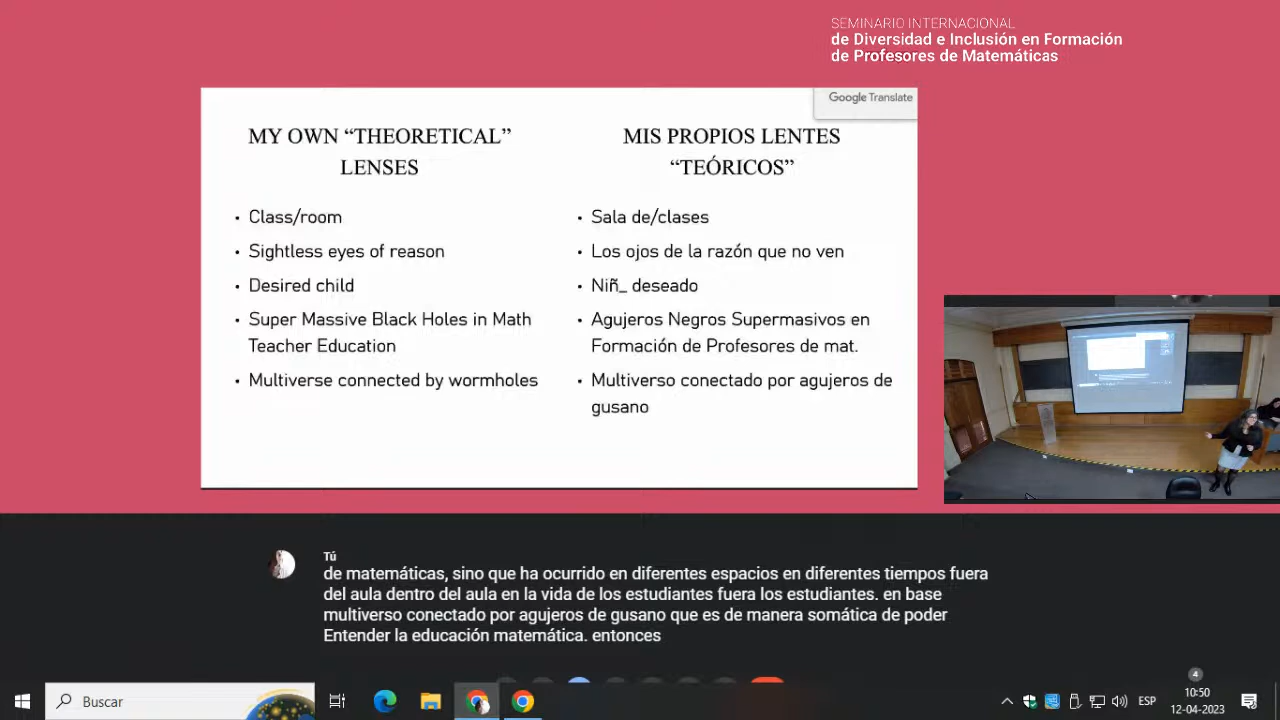 SEMINARIO INTERNACIONAL
de Diversidad e Inclusión en Formación
de Profesores de Matemáticas
Google Translate
MY OWN “THEORETICAL”
LENSES
• Class/room
• Sightless eyes of reason
• Desired child
• Super Massive Black Holes in Math
Teacher Education
• Multiverse connected by wormholes
MIS PROPIOS LENTES
“TEÓRICOS”
• Sala de/clases
• Los ojos de la razón que no ven
• Niñ_ deseado
• Agujeros Negros Supermasivos en
Formación de Profesores de mat.
• Multiverso conectado por agujeros de
gusano
Tú
de matemáticas, sino que ha ocurrido en diferentes espacios en diferentes tiempos fuera
del aula dentro del aula en la vida de los estudiantes fuera los estudiantes. en base
multiverso conectado por agujeros de gusano que es de manera somática de poder
Entender la educación matemática. entonces
Buscar
4
ESP
10:50
12-04-2023